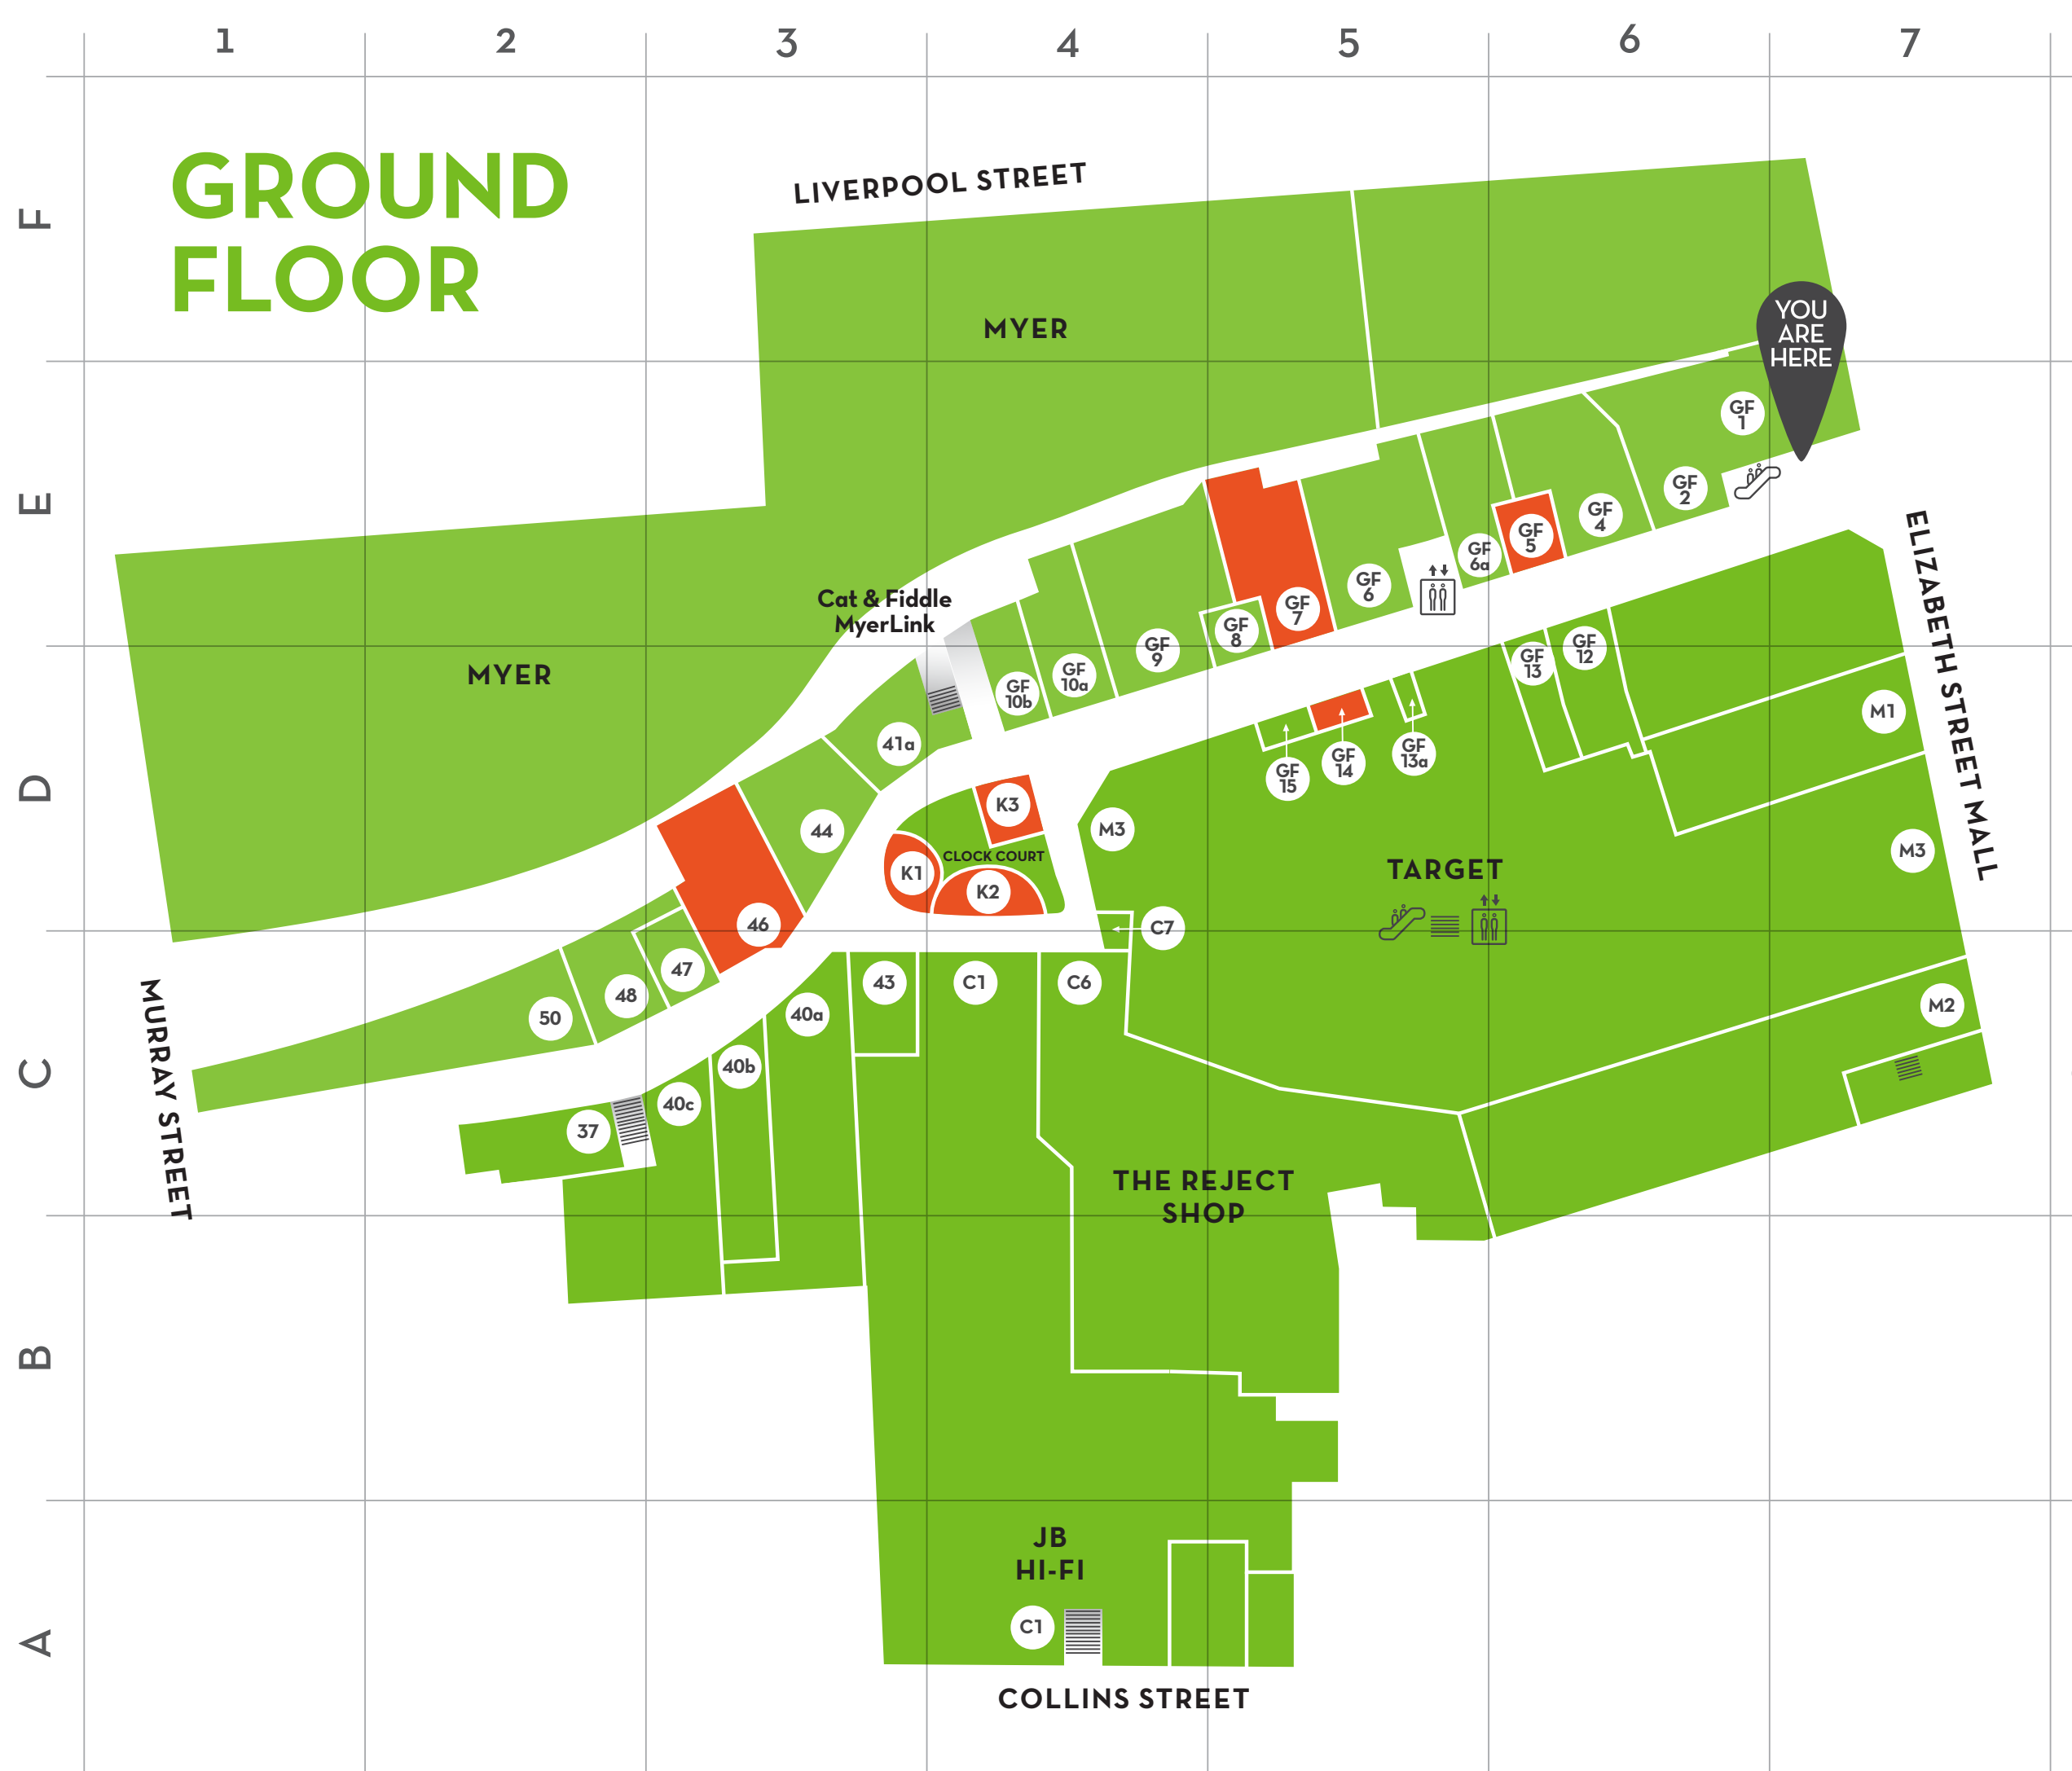 1 2 3 4 5 6 7
GROUND
FLOOR
F
LIVERPOOL STREET
MYER
YOU
ARE
HERE
E
GF
1
GF
2
GF
4
GF
5
GF
6a
GF
6
GF
7
GF
8
GF
9
GF
10a
GF
10b
Cat & Fiddle
MyerLink
MYER
ELIZABETH STREET MALL
D
41a
44
46
K3
CLOCK COURT
K1
K2
GF
13
GF
12
GF
15
GF
14
GF
13a
M1
M3
M3
TARGET
C7
C
MURRAY STREET
50
48
47
37
40c
40b
40a
43
C1
C6
M2
THE REJECT
SHOP
B
A
JB
HI-FI
C1
COLLINS STREET